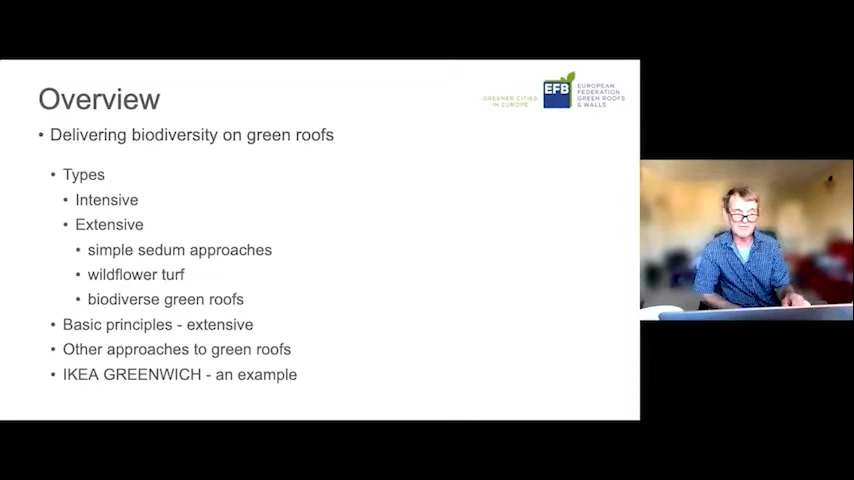 Overview
GREENER CITIES
IN EUROPE
EFB
EUROPEAN
FEDERATION
GREEN ROOFS
& WALLS
• Delivering biodiversity on green roofs
• Types
• Intensive
• Extensive
• simple sedum approaches
• wildflower turf
• biodiverse green roofs
• Basic principles - extensive
• Other approaches to green roofs
• IKEA GREENWICH - an example